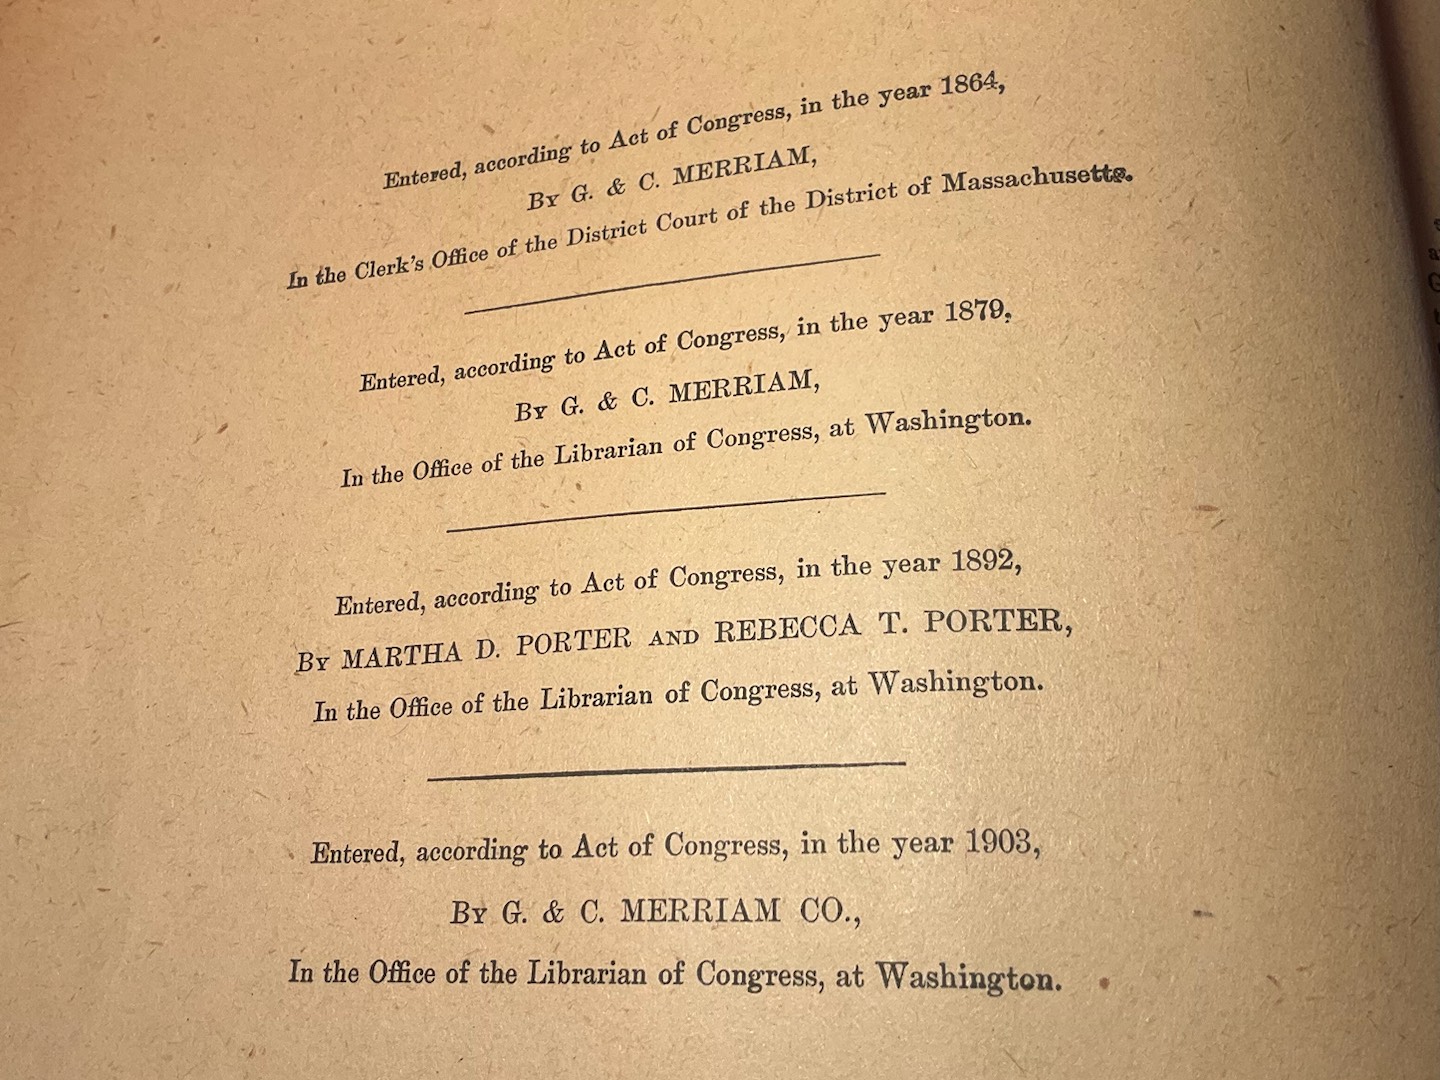 Entered, according to Act of Congress, in the year 1864,
By G. & C. MERRIAM,
In the Clerk's Office of the District Court of the District of Massachusetts.
Entered, according to Act of Congress, in the year 1879,
By G. & C. MERRIAM,
In the Office of the Librarian of Congress, at Washington.
Entered, according to Act of Congress, in the year 1892,
By MARTHA D. PORTER AND REBECCA T. PORTER,
In the Office of the Librarian of Congress, at Washington.
Entered, according to Act of Congress, in the year 1903,
By G. & C. MERRIAM CO.,
In the Office of the Librarian of Congress, at Washington.